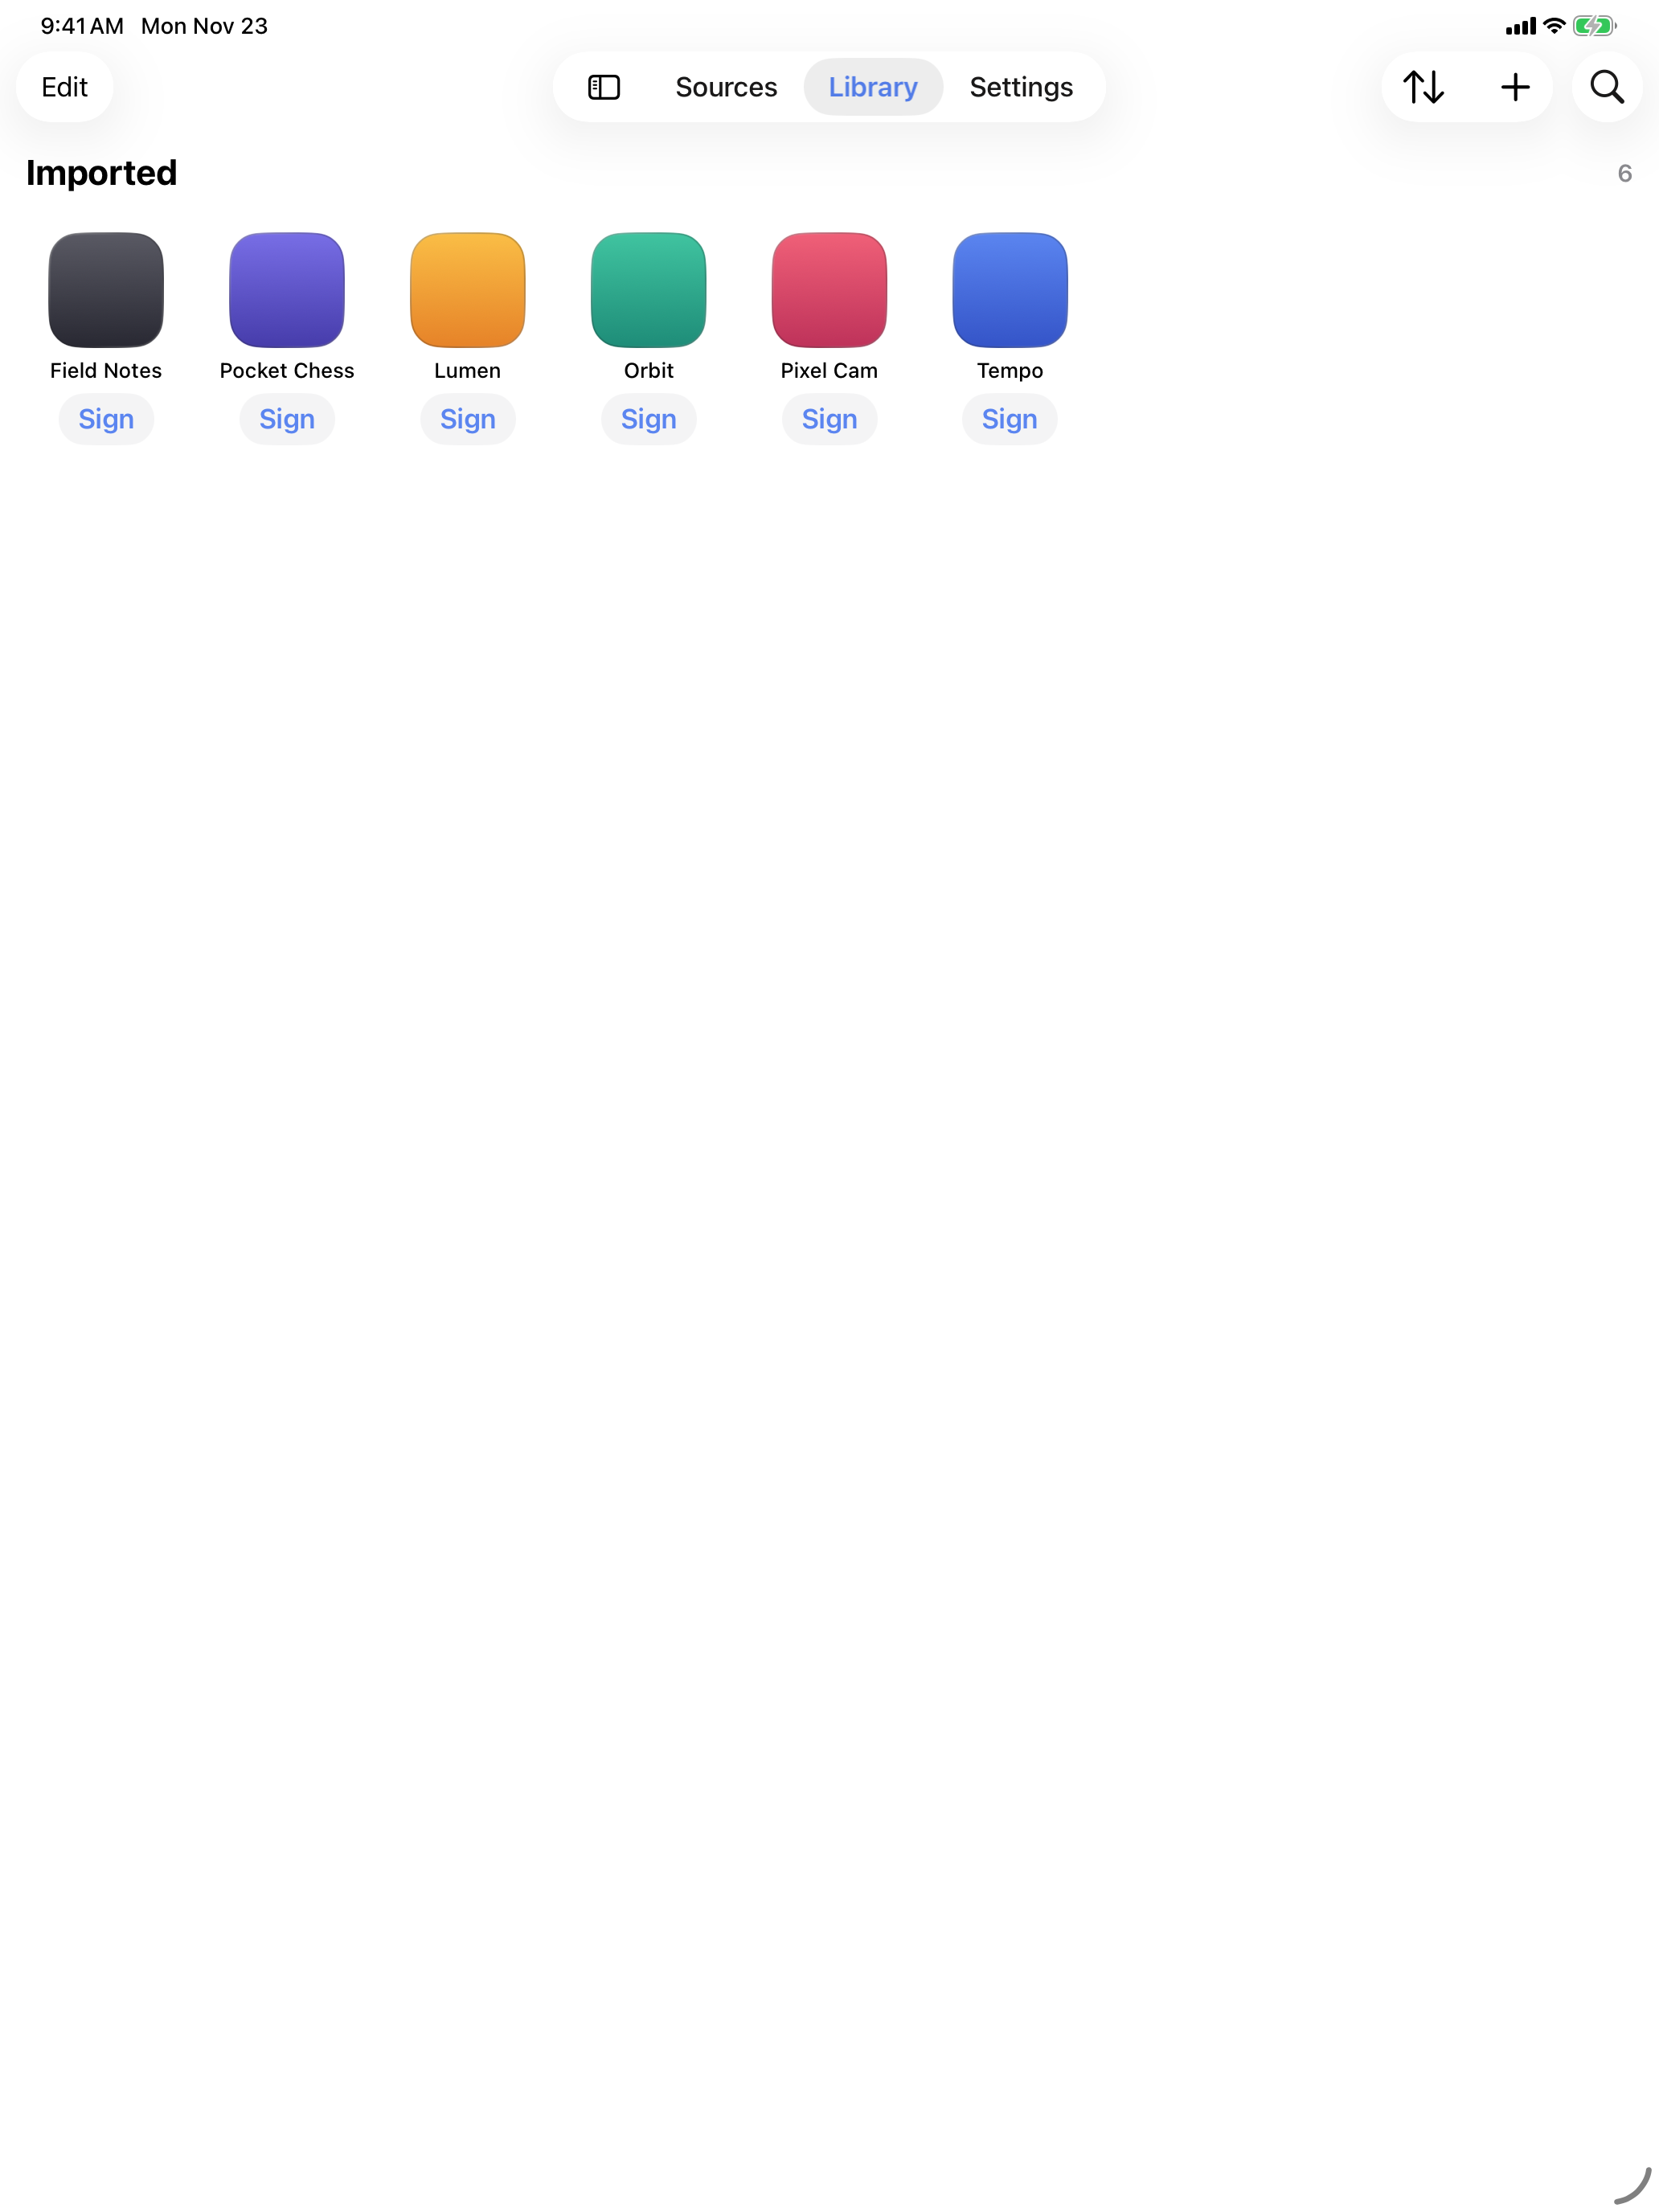 9:41 AM Mon Nov 23
Edit Sources Library Settings
Imported 6
Field Notes Pocket Chess Lumen Orbit Pixel Cam Tempo
Sign Sign Sign Sign Sign Sign